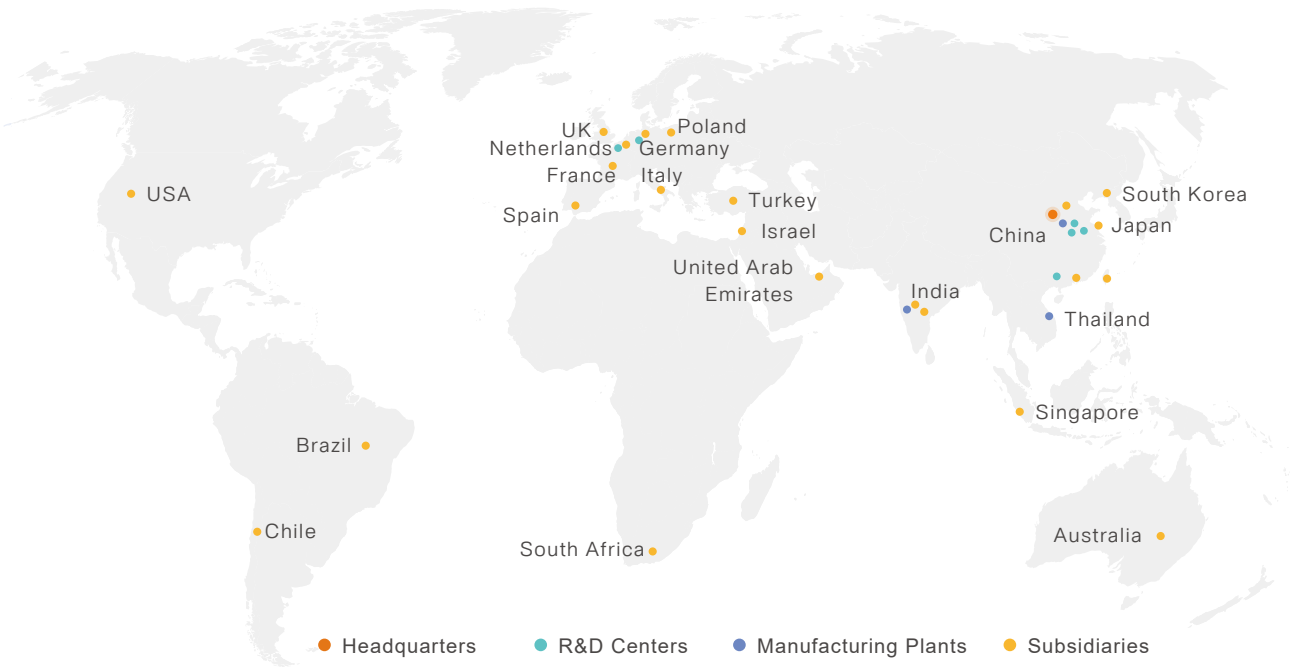 UK
Poland
Netherlands
Germany
France
Italy
USA
Spain
Turkey
Israel
South Korea
China
Japan
United Arab
Emirates
India
Thailand
Singapore
Brazil
Chile
South Africa
Australia
Headquarters
R&D Centers
Manufacturing Plants
Subsidiaries